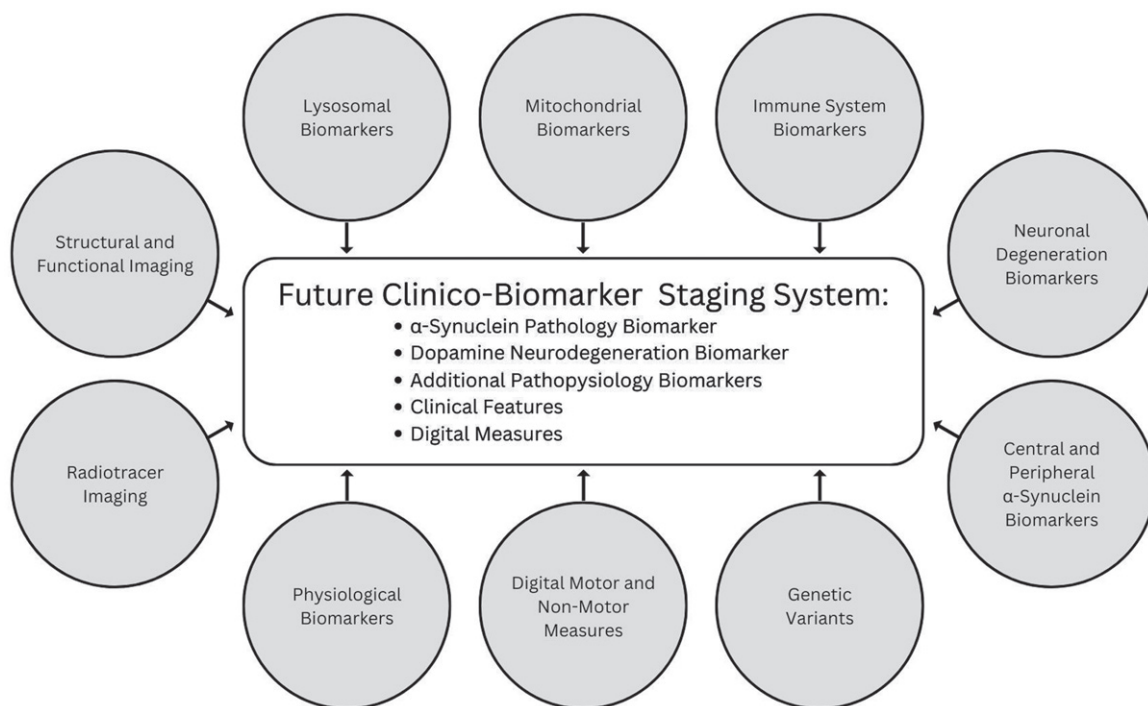 Lysosomal
Biomarkers
Mitochondrial
Biomarkers
Immune System
Biomarkers
Structural and
Functional Imaging
Neuronal
Degeneration
Biomarkers
Future Clinico-Biomarker Staging System:
• α-Synuclein Pathology Biomarker
• Dopamine Neurodegeneration Biomarker
• Additional Pathopysiology Biomarkers
• Clinical Features
• Digital Measures
Radiotracer
Imaging
Central and
Peripheral
α-Synuclein
Biomarkers
Physiological
Biomarkers
Digital Motor and
Non-Motor
Measures
Genetic
Variants